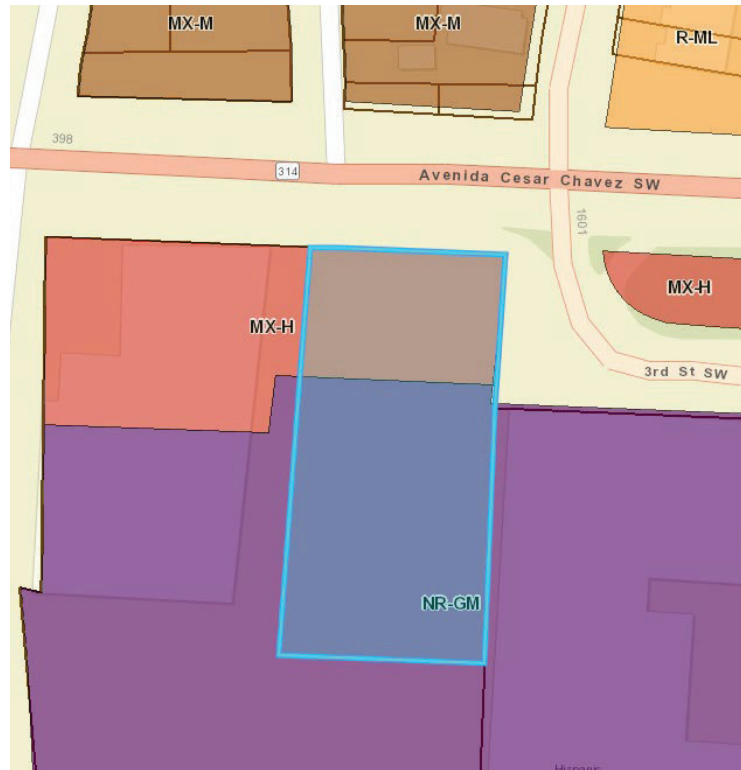 MX-M
MX-M
R-ML
398
314
Avenida Cesar Chavez SW
1601
MX-H
MX-H
3rd St SW
NR-GM